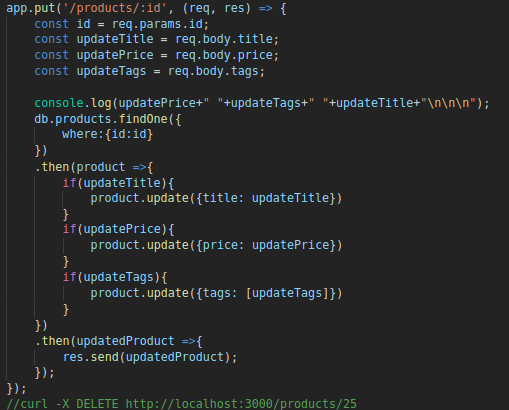 app.put('/products/:id', (req, res) => {
    const id = req.params.id;
    const updateTitle = req.body.title;
    const updatePrice = req.body.price;
    const updateTags = req.body.tags;

    console.log(updatePrice+" "+updateTags+" "+updateTitle+"\n\n\n");
    db.products.findOne({
        where:{id:id}
    })
    .then(product =>{
        if(updateTitle){
            product.update({title: updateTitle})
        }
        if(updatePrice){
            product.update({price: updatePrice})
        }
        if(updateTags){
            product.update({tags: [updateTags]})
        }
    })
    .then(updatedProduct =>{
        res.send(updatedProduct);
    });
});
//curl -X DELETE http://localhost:3000/products/25